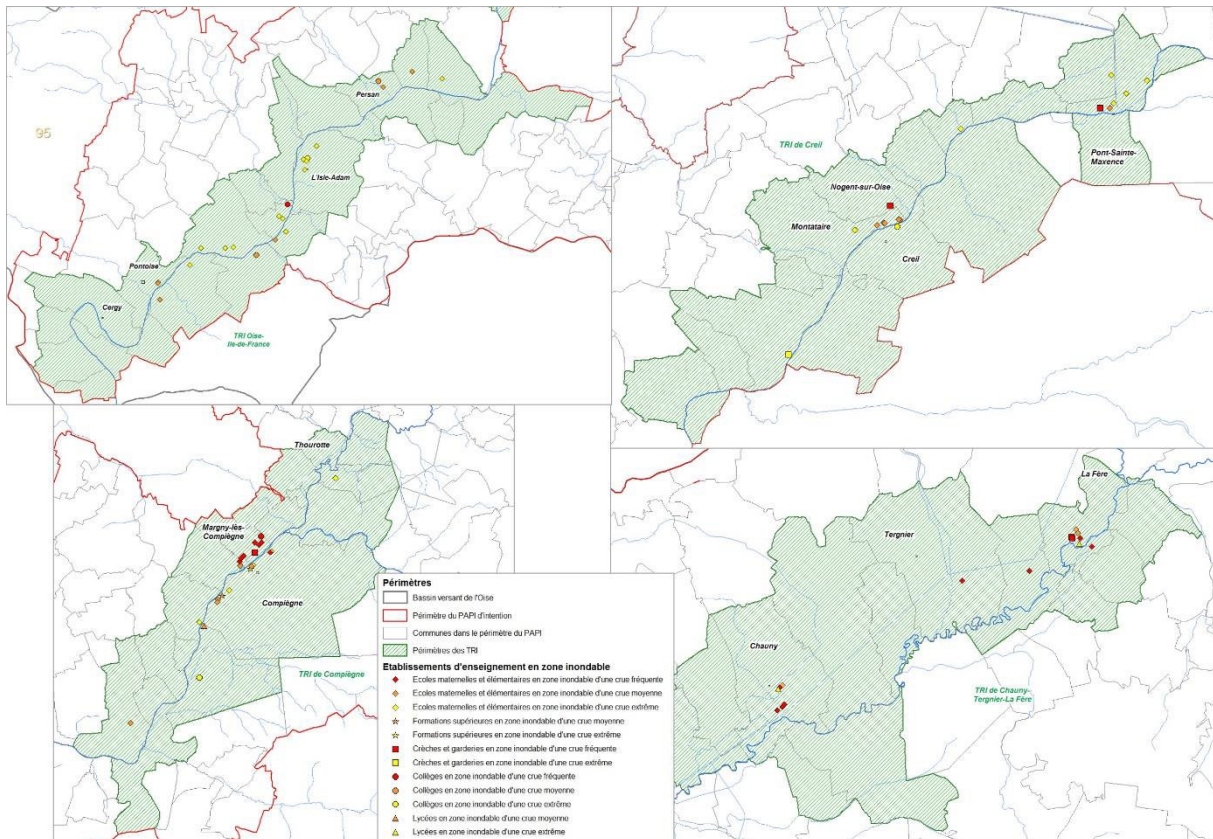 95
Persan
L'Isle-Adam
Pontoise
Cergy
TRI Oise-
Ile-de-France
TRI de Creil
Pont-Sainte-
Maxence
Nogent-sur-Oise
Montataire
Creil
Thourotte
Margny-lès-
Compiègne
Compiègne
TRI de Compiègne
La Fère
Tergnier
Chauny
TRI de Chauny-
Tergnier-La Fère
Périmètres
Bassin versant de l'Oise
Périmètre du PAPI d'intention
Communes dans le périmètre du PAPI
Périmètres des TRI
Etablissements d'enseignement en zone inondable
Ecoles maternelles et élémentaires en zone inondable d'une crue fréquente
Ecoles maternelles et élémentaires en zone inondable d'une crue moyenne
Ecoles maternelles et élémentaires en zone inondable d'une crue extrême
Formations supérieures en zone inondable d'une crue moyenne
Formations supérieures en zone inondable d'une crue extrême
Crèches et garderies en zone inondable d'une crue fréquente
Crèches et garderies en zone inondable d'une crue extrême
Collèges en zone inondable d'une crue fréquente
Collèges en zone inondable d'une crue moyenne
Collèges en zone inondable d'une crue extrême
Lycées en zone inondable d'une crue moyenne
Lycées en zone inondable d'une crue extrême